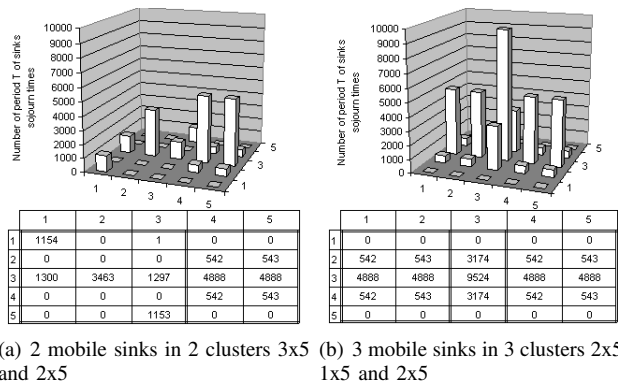 10000
9000
8000
7000
6000
5000
4000
3000
2000
1000
0
Number of period T of sinks
sojourn times
1 2 3 4 5
1 3 5
1 2 3 4 5
1 1154 0 1 0 0
2 0 0 0 542 543
3 1300 3463 1297 4888 4888
4 0 0 0 542 543
5 0 0 1153 0 0
(a) 2 mobile sinks in 2 clusters 3x5
and 2x5
10000
9000
8000
7000
6000
5000
4000
3000
2000
1000
0
Number of period T of sinks
sojourn times
1 2 3 4 5
1 3 5
1 2 3 4 5
1 0 0 0 0 0
2 542 543 3174 542 543
3 4888 4888 9524 4888 4888
4 542 543 3174 542 543
5 0 0 0 0 0
(b) 3 mobile sinks in 3 clusters 2x5
1x5 and 2x5